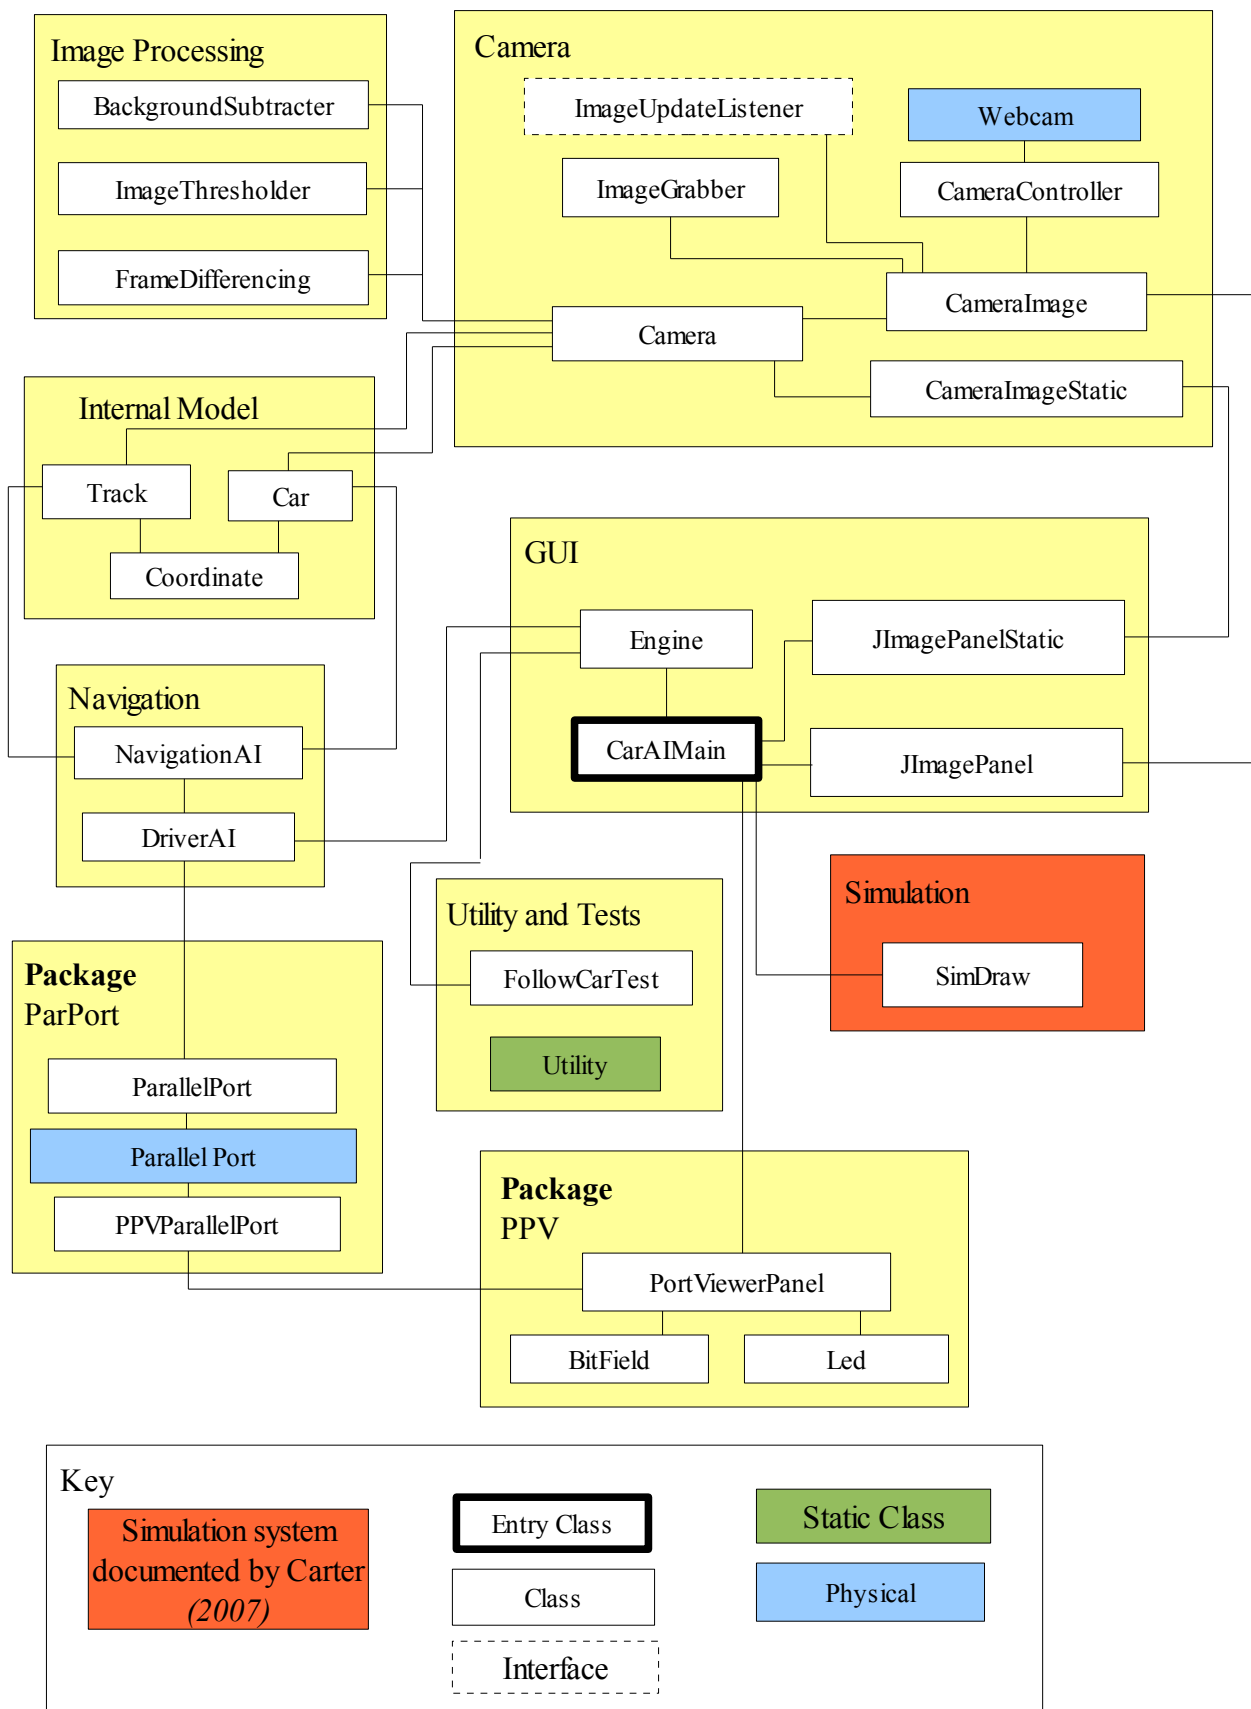 Image Processing
BackgroundSubtracter
ImageThresholder
FrameDifferencing
Camera
ImageUpdateListener
Webcam
ImageGrabber
CameraController
CameraImage
Camera
CameraImageStatic
Internal Model
Track
Car
Coordinate
GUI
Engine
JImagePanelStatic
CarAIMain
JImagePanel
Navigation
NavigationAI
DriverAI
Utility and Tests
FollowCarTest
Utility
Simulation
SimDraw
Package
ParPort
ParallelPort
Parallel Port
PPVParallelPort
Package
PPV
PortViewerPanel
BitField
Led
Key
Simulation system
documented by Carter
(2007)
Entry Class
Class
Interface
Static Class
Physical